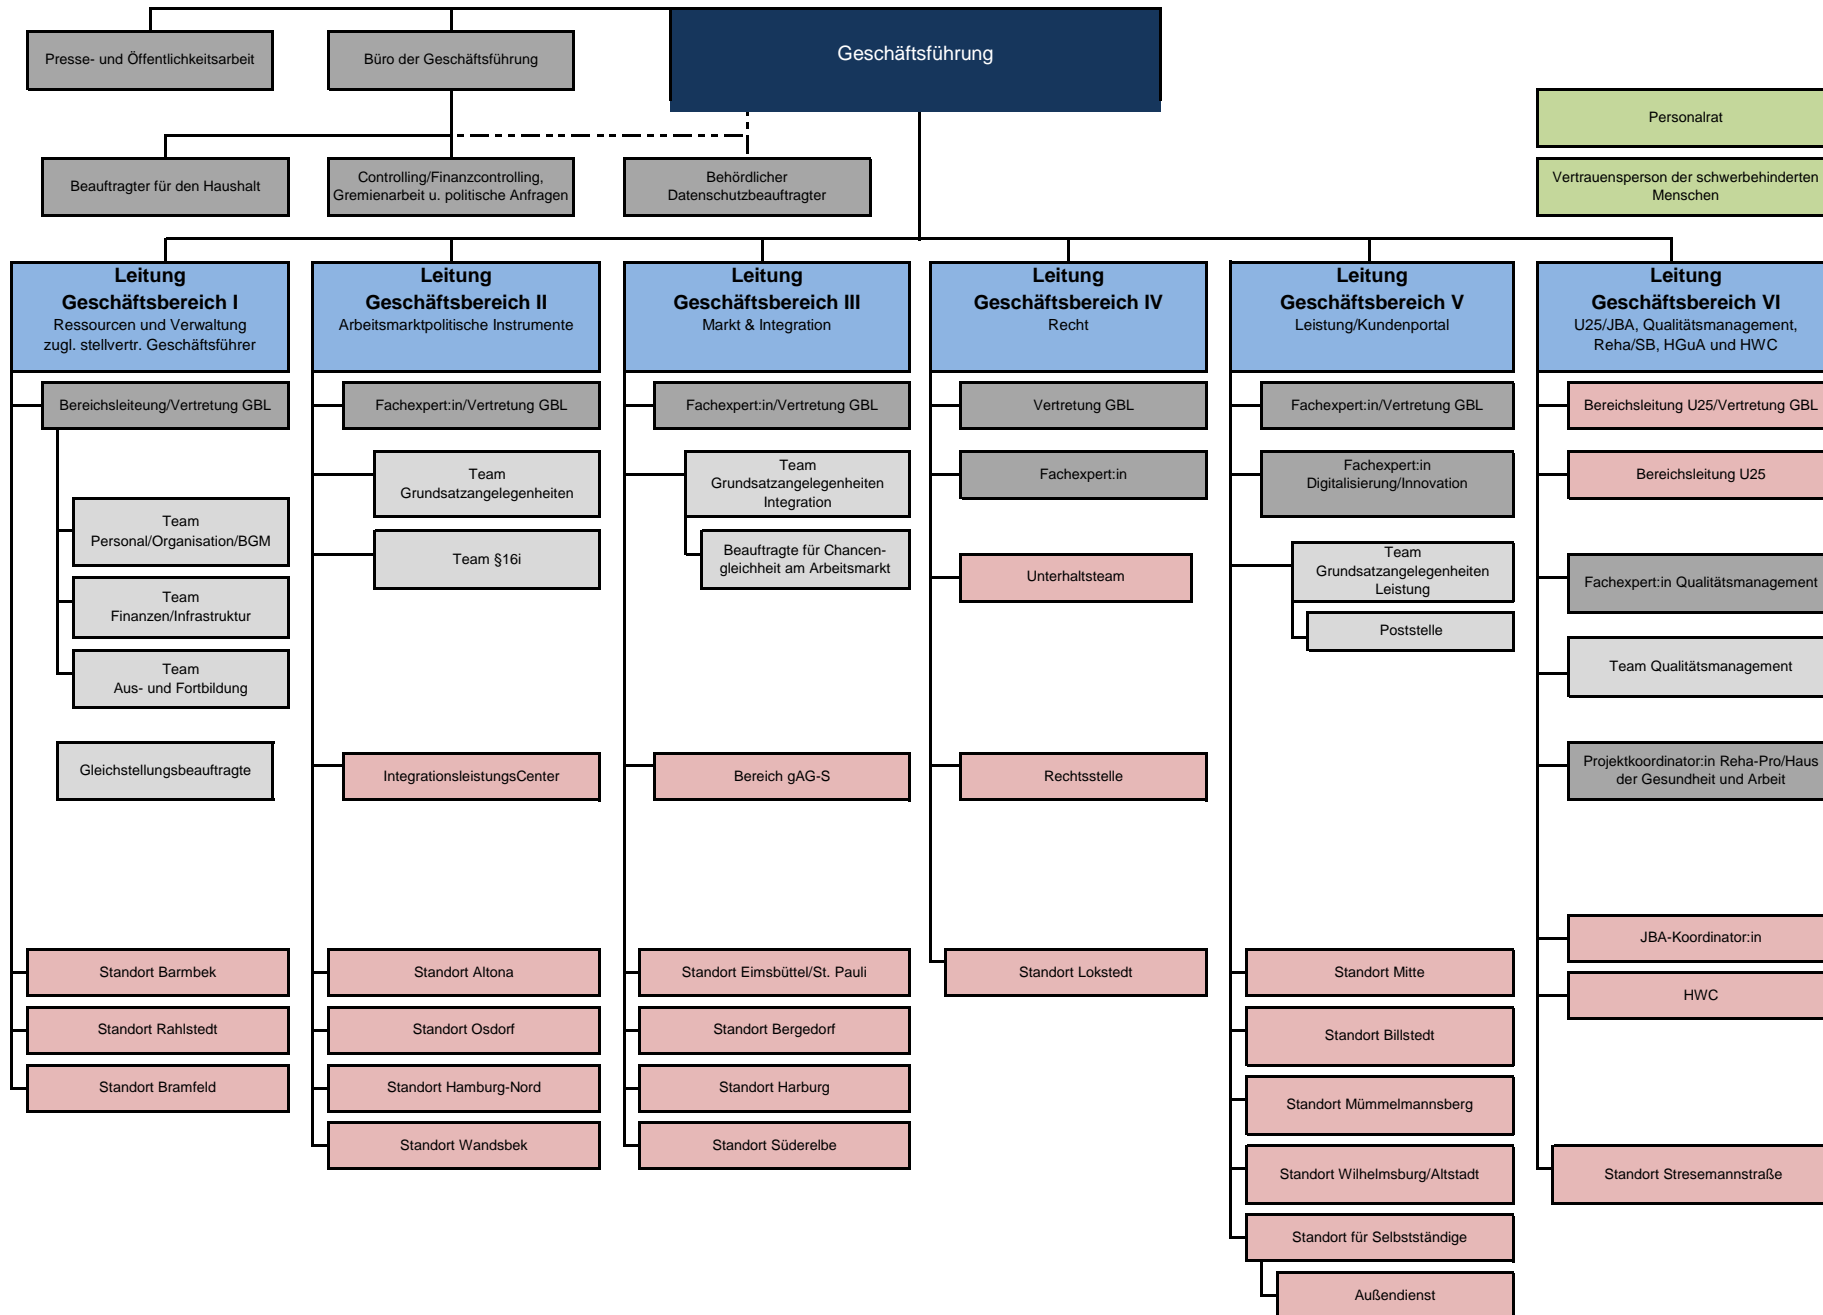 Presse- und Öffentlichkeitsarbeit
Büro der Geschäftsführung
Geschäftsführung
Personalrat
Beauftragter für den Haushalt
Controlling/Finanzcontrolling,
Gremienarbeit u. politische Anfragen
Behördlicher
Datenschutzbeauftragter
Vertrauensperson der schwerbehinderten
Menschen
Leitung
Geschäftsbereich I
Ressourcen und Verwaltung
zugl. stellvertr. Geschäftsführer
Bereichsleiteung/Vertretung GBL
Team
Personal/Organisation/BGM
Team
Finanzen/Infrastruktur
Team
Aus- und Fortbildung
Gleichstellungsbeauftragte
Standort Barmbek
Standort Rahlstedt
Standort Bramfeld
Leitung
Geschäftsbereich II
Arbeitsmarktpolitische Instrumente
Fachexpert:in/Vertretung GBL
Team
Grundsatzangelegenheiten
Team §16i
IntegrationsleistungsCenter
Standort Altona
Standort Osdorf
Standort Hamburg-Nord
Standort Wandsbek
Leitung
Geschäftsbereich III
Markt & Integration
Fachexpert:in/Vertretung GBL
Team
Grundsatzangelegenheiten
Integration
Beauftragte für Chancen-
gleichheit am Arbeitsmarkt
Bereich gAG-S
Standort Eimsbüttel/St. Pauli
Standort Bergedorf
Standort Harburg
Standort Süderelbe
Leitung
Geschäftsbereich IV
Recht
Vertretung GBL
Fachexpert:in
Unterhaltsteam
Rechtsstelle
Standort Lokstedt
Leitung
Geschäftsbereich V
Leistung/Kundenportal
Fachexpert:in/Vertretung GBL
Fachexpert:in
Digitalisierung/Innovation
Team
Grundsatzangelegenheiten
Leistung
Poststelle
Standort Mitte
Standort Billstedt
Standort Mümmelmannsberg
Standort Wilhelmsburg/Altstadt
Standort für Selbstständige
Außendienst
Leitung
Geschäftsbereich VI
U25/JBA, Qualitätsmanagement,
Reha/SB, HGuA und HWC
Bereichsleitung U25/Vertretung GBL
Bereichsleitung U25
Fachexpert:in Qualitätsmanagement
Team Qualitätsmanagement
Projektkoordinator:in Reha-Pro/Haus
der Gesundheit und Arbeit
JBA-Koordinator:in
HWC
Standort Stresemannstraße